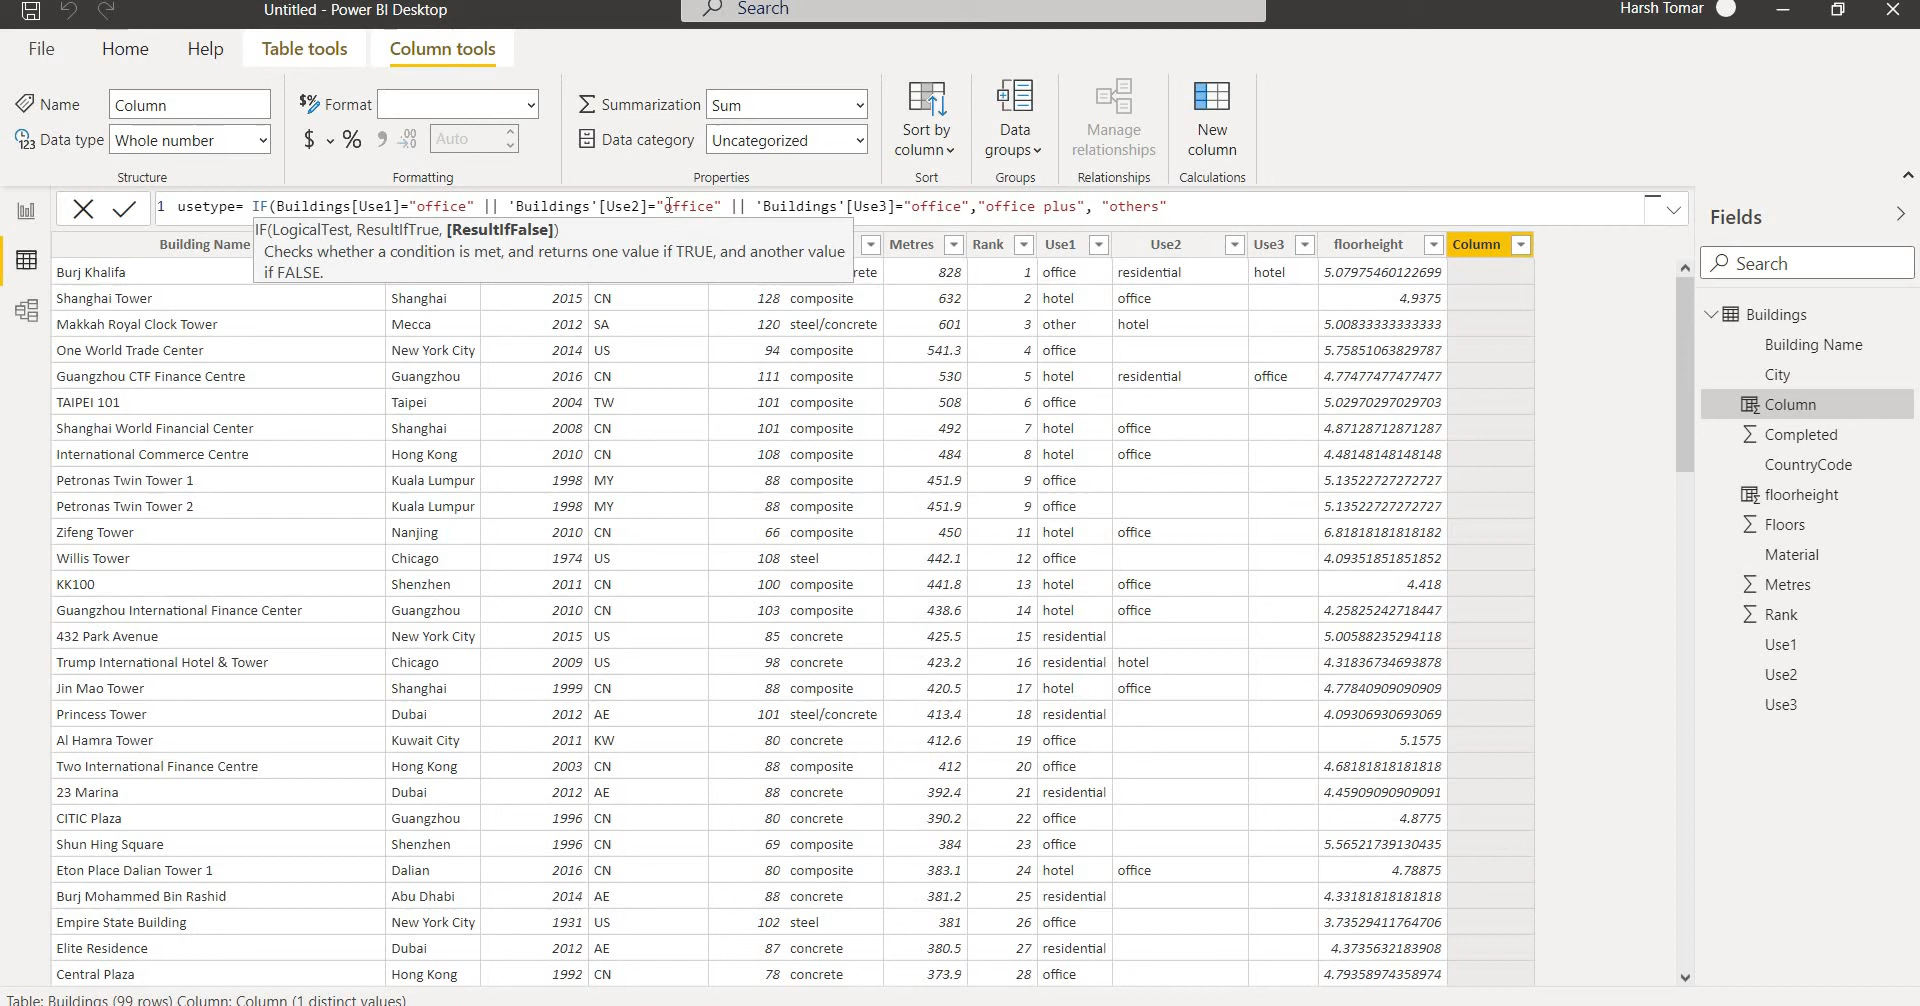 Untitled - Power BI Desktop
Search
Harsh Tomar
File Home Help Table tools Column tools
Name Column
Data type Whole number
Structure
Format
$ % Auto
Formatting
Summarization Sum
Data category Uncategorized
Properties
Sort by column
Sort
Data groups
Groups
Manage relationships
Relationships
New column
Calculations
1 usetype= IF(Buildings[Use1]="office" || 'Buildings'[Use2]="office" || 'Buildings'[Use3]="office","office plus", "others"
IF(LogicalTest, ResultIfTrue, [ResultIfFalse])
Checks whether a condition is met, and returns one value if TRUE, and another value
if FALSE.
Building Name Metres Rank Use1 Use2 Use3 floorheight Column
Burj Khalifa rete 828 1 office residential hotel 5.07975460122699
Shanghai Tower Shanghai 2015 CN 128 composite 632 2 hotel office 4.9375
Makkah Royal Clock Tower Mecca 2012 SA 120 steel/concrete 601 3 other hotel 5.00833333333333
One World Trade Center New York City 2014 US 94 composite 541.3 4 office 5.75851063829787
Guangzhou CTF Finance Centre Guangzhou 2016 CN 111 composite 530 5 hotel residential office 4.77477477477477
TAIPEI 101 Taipei 2004 TW 101 composite 508 6 office 5.02970297029703
Shanghai World Financial Center Shanghai 2008 CN 101 composite 492 7 hotel office 4.87128712871287
International Commerce Centre Hong Kong 2010 CN 108 composite 484 8 hotel office 4.48148148148148
Petronas Twin Tower 1 Kuala Lumpur 1998 MY 88 composite 451.9 9 office 5.13522727272727
Petronas Twin Tower 2 Kuala Lumpur 1998 MY 88 composite 451.9 9 office 5.13522727272727
Zifeng Tower Nanjing 2010 CN 66 composite 450 11 hotel office 6.81818181818182
Willis Tower Chicago 1974 US 108 steel 442.1 12 office 4.09351851851852
KK100 Shenzhen 2011 CN 100 composite 441.8 13 hotel office 4.418
Guangzhou International Finance Center Guangzhou 2010 CN 103 composite 438.6 14 hotel office 4.25825242718447
432 Park Avenue New York City 2015 US 85 concrete 425.5 15 residential 5.00588235294118
Trump International Hotel & Tower Chicago 2009 US 98 concrete 423.2 16 residential hotel 4.31836734693878
Jin Mao Tower Shanghai 1999 CN 88 composite 420.5 17 hotel office 4.77840909090909
Princess Tower Dubai 2012 AE 101 steel/concrete 413.4 18 residential 4.09306930693069
Al Hamra Tower Kuwait City 2011 KW 80 concrete 412.6 19 office 5.1575
Two International Finance Centre Hong Kong 2003 CN 88 composite 412 20 office 4.68181818181818
23 Marina Dubai 2012 AE 88 concrete 392.4 21 residential 4.45909090909091
CITIC Plaza Guangzhou 1996 CN 80 concrete 390.2 22 office 4.8775
Shun Hing Square Shenzhen 1996 CN 69 composite 384 23 office 5.56521739130435
Eton Place Dalian Tower 1 Dalian 2016 CN 80 composite 383.1 24 hotel office 4.78875
Burj Mohammed Bin Rashid Abu Dhabi 2014 AE 88 concrete 381.2 25 residential 4.33181818181818
Empire State Building New York City 1931 US 102 steel 381 26 office 3.73529411764706
Elite Residence Dubai 2012 AE 87 concrete 380.5 27 residential 4.3735632183908
Central Plaza Hong Kong 1992 CN 78 concrete 373.9 28 office 4.79358974358974
Table: Buildings (99 rows) Column: Column (1 distinct values)
Fields
Search
Buildings
Building Name
City
Column
Completed
CountryCode
floorheight
Floors
Material
Metres
Rank
Use1
Use2
Use3